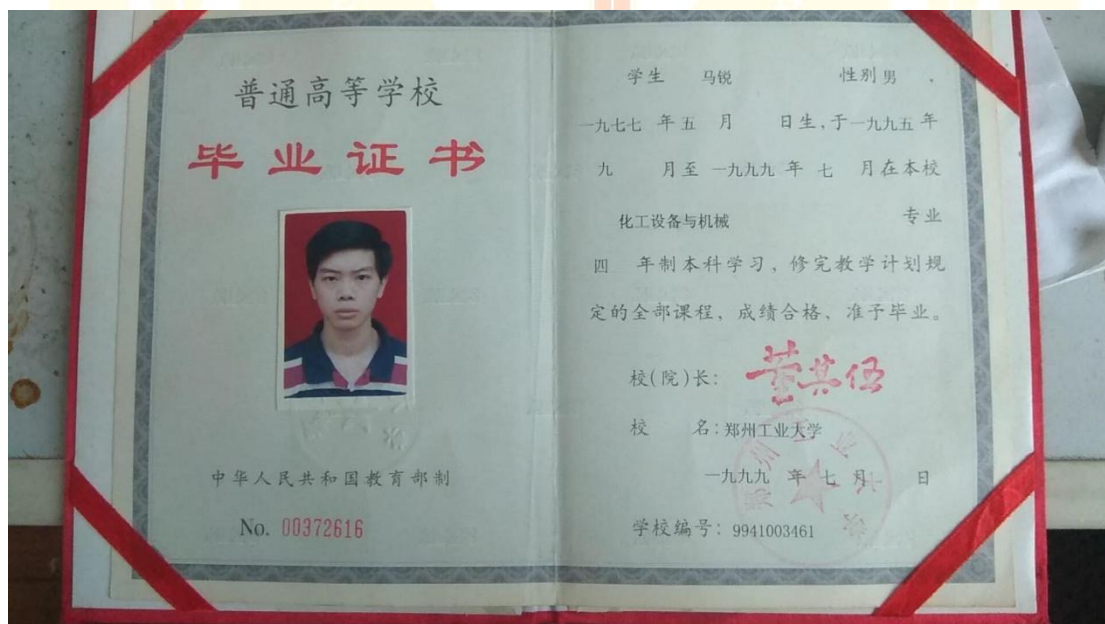 普通高等学校
毕业证书
中华人民共和国教育部制
No. 00372616
学生 马锐 性别 男 ,
一九七七 年 五 月 日生,于一九九五 年
九 月至 一九九九 年 七 月在本校
化工设备与机械 专业
四 年制本科学习,修完教学计划规
定的全部课程,成绩合格,准予毕业。
校(院)长: 董其伍
校 名: 郑州工业大学
一九九九 年 七 月 日
学校编号: 9941003461